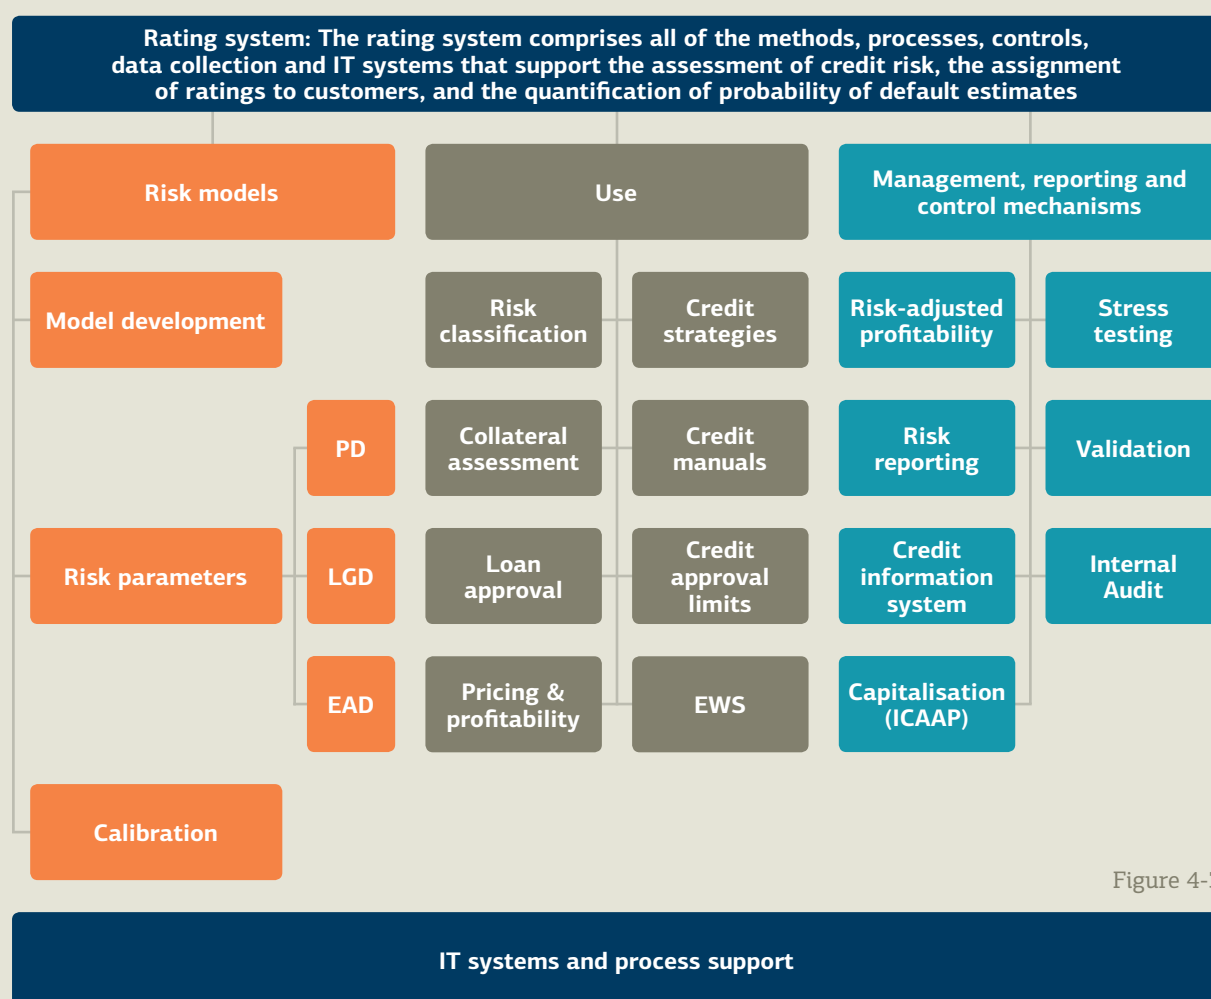 Rating system: The rating system comprises all of the methods, processes, controls,
data collection and IT systems that support the assessment of credit risk, the assignment
of ratings to customers, and the quantification of probability of default estimates
Risk models
Use
Management, reporting and
control mechanisms
Model development
Risk
classification
Credit
strategies
Risk-adjusted
profitability
Stress
testing
PD
Collateral
assessment
Credit
manuals
Risk
reporting
Validation
Risk parameters
LGD
Loan
approval
Credit
approval
limits
Credit
information
system
Internal
Audit
EAD
Pricing &
profitability
EWS
Capitalisation
(ICAAP)
Calibration
Figure
IT systems and process support